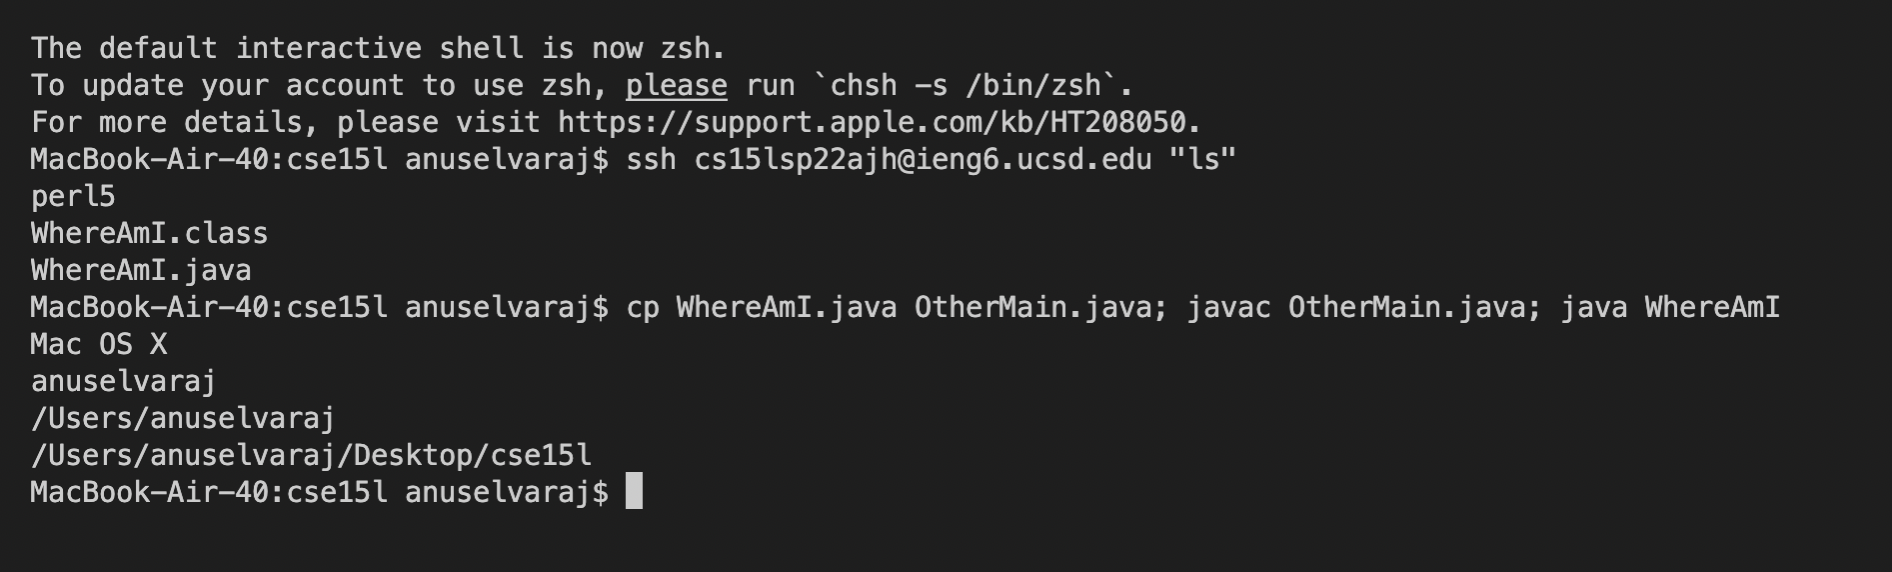 The default interactive shell is now zsh.
To update your account to use zsh, please run `chsh -s /bin/zsh`.
For more details, please visit https://support.apple.com/kb/HT208050.
MacBook-Air-40:cse15l anuselvaraj$ ssh cs15lsp22ajh@ieng6.ucsd.edu "ls"
perl5
WhereAmI.class
WhereAmI.java
MacBook-Air-40:cse15l anuselvaraj$ cp WhereAmI.java OtherMain.java; javac OtherMain.java; java WhereAmI
Mac OS X
anuselvaraj
/Users/anuselvaraj
/Users/anuselvaraj/Desktop/cse15l
MacBook-Air-40:cse15l anuselvaraj$